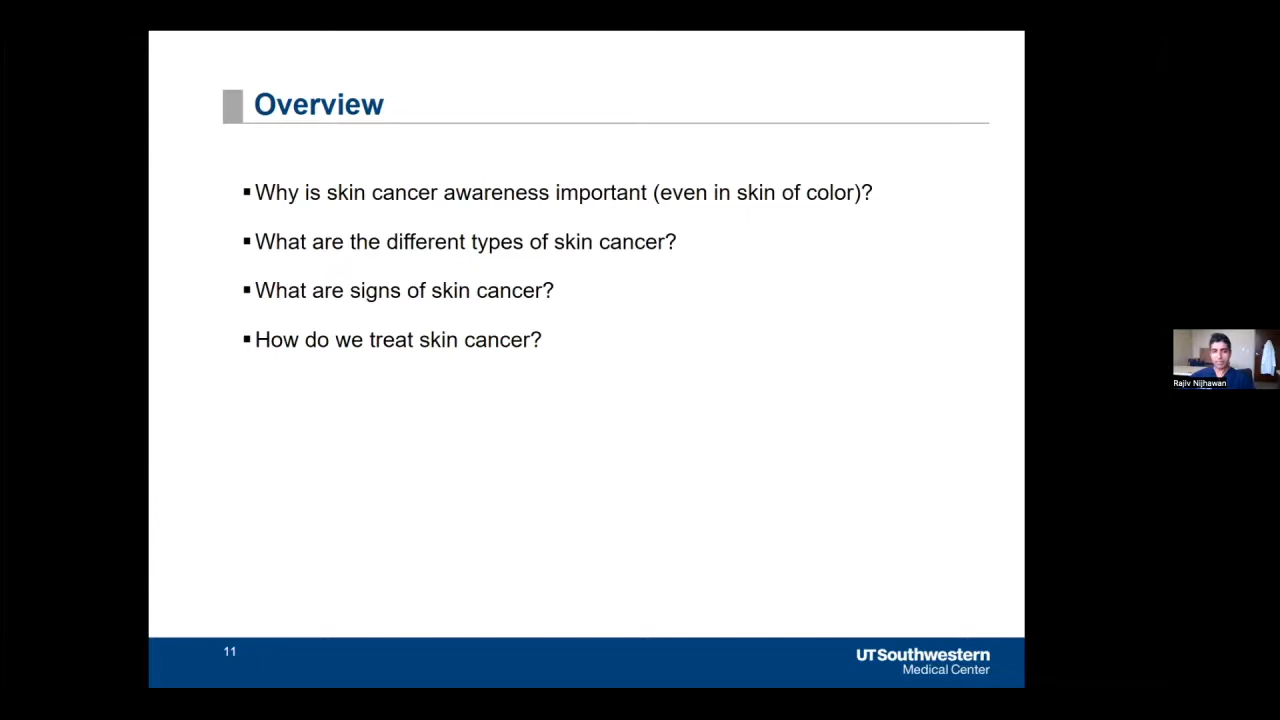 Overview
▪Why is skin cancer awareness important (even in skin of color)?
▪What are the different types of skin cancer?
▪What are signs of skin cancer?
▪How do we treat skin cancer?
Rajiv Nijhawan
11
UTSouthwestern
Medical Center